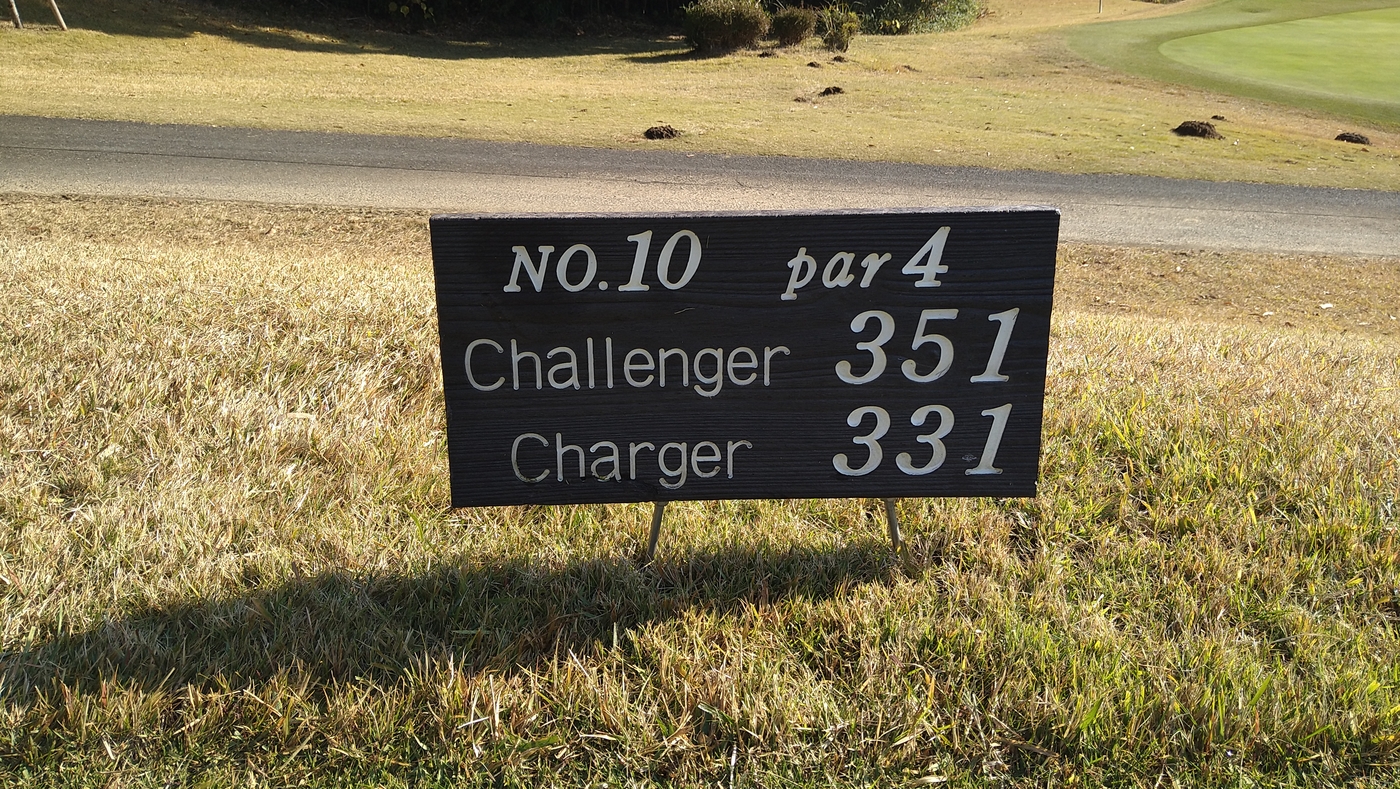 NO.10 par 4
Challenger 351
Charger 331